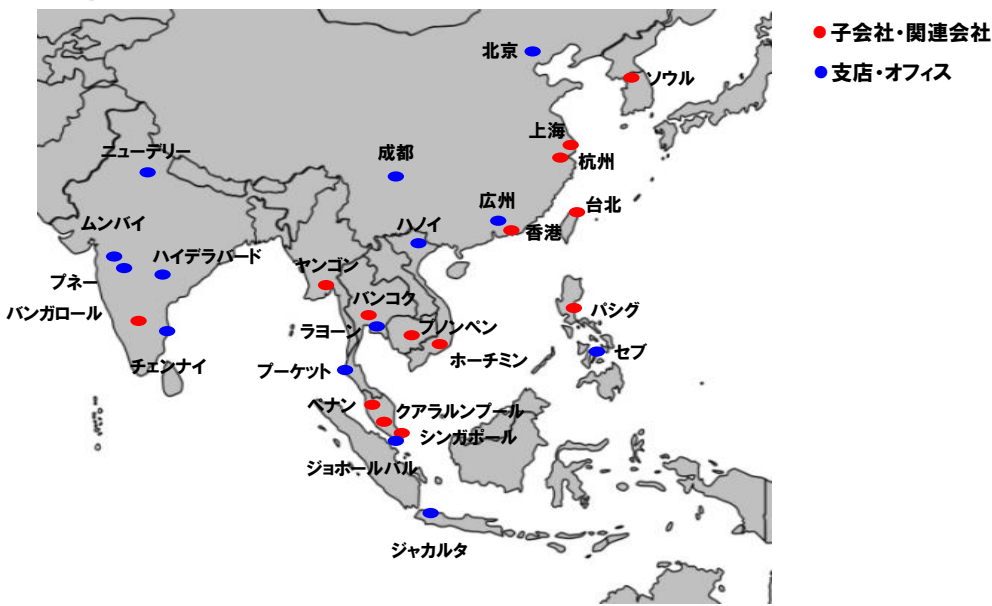 子会社・関連会社
支店・オフィス
北京
ソウル
上海
杭州
ニューデリー
成都
台北
広州
香港
ムンバイ
ハノイ
ハイデラバード
ヤンゴン
プネー
バンコク
バンガロール
パシグ
ラヨーン
プノンペン
チェンナイ
ホーチミン
セブ
プーケット
ペナン
クアラルンプール
シンガポール
ジョホールバル
ジャカルタ